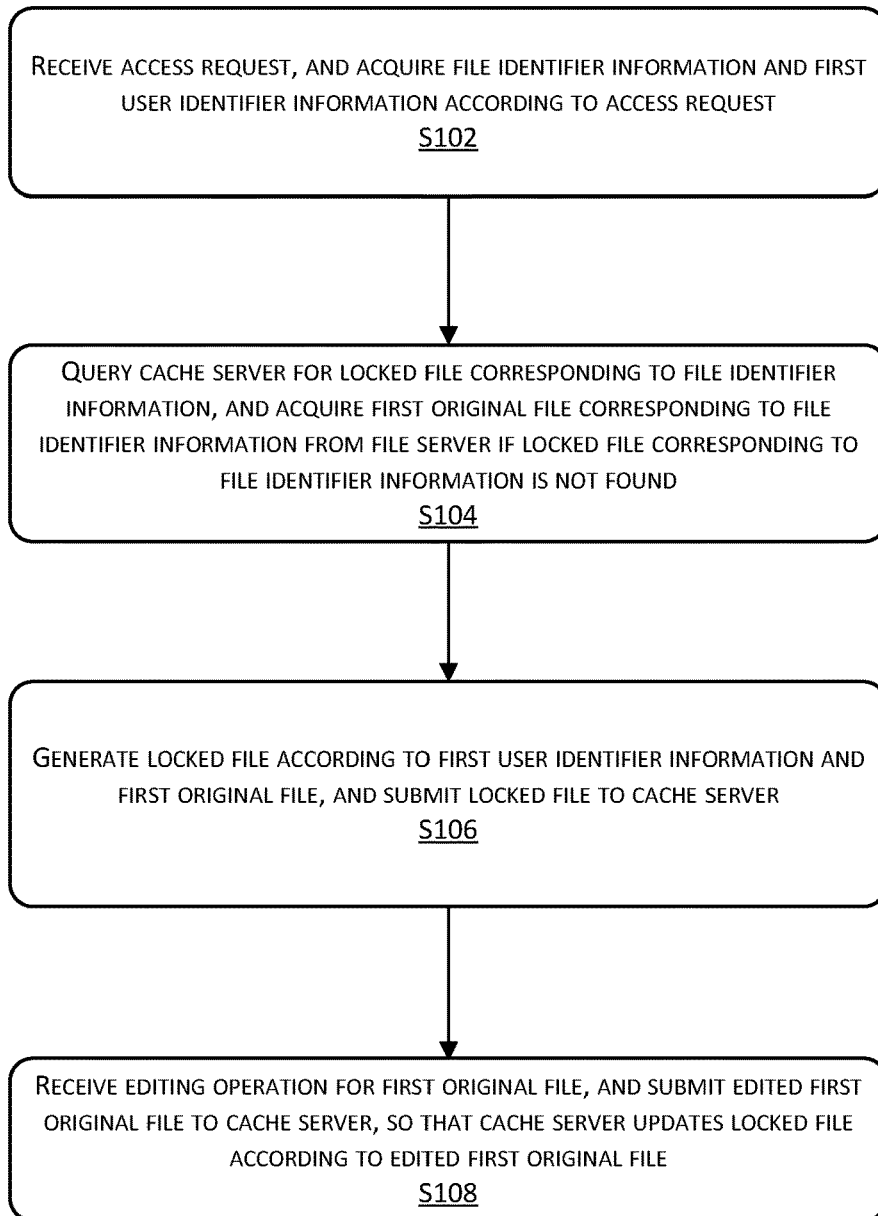 RECEIVE ACCESS REQUEST, AND ACQUIRE FILE IDENTIFIER INFORMATION AND FIRST
USER IDENTIFIER INFORMATION ACCORDING TO ACCESS REQUEST
S102
QUERY CACHE SERVER FOR LOCKED FILE CORRESPONDING TO FILE IDENTIFIER
INFORMATION, AND ACQUIRE FIRST ORIGINAL FILE CORRESPONDING TO FILE
IDENTIFIER INFORMATION FROM FILE SERVER IF LOCKED FILE CORRESPONDING TO
FILE IDENTIFIER INFORMATION IS NOT FOUND
S104
GENERATE LOCKED FILE ACCORDING TO FIRST USER IDENTIFIER INFORMATION AND
FIRST ORIGINAL FILE, AND SUBMIT LOCKED FILE TO CACHE SERVER
S106
RECEIVE EDITING OPERATION FOR FIRST ORIGINAL FILE, AND SUBMIT EDITED FIRST
ORIGINAL FILE TO CACHE SERVER, SO THAT CACHE SERVER UPDATES LOCKED FILE
ACCORDING TO EDITED FIRST ORIGINAL FILE
S108